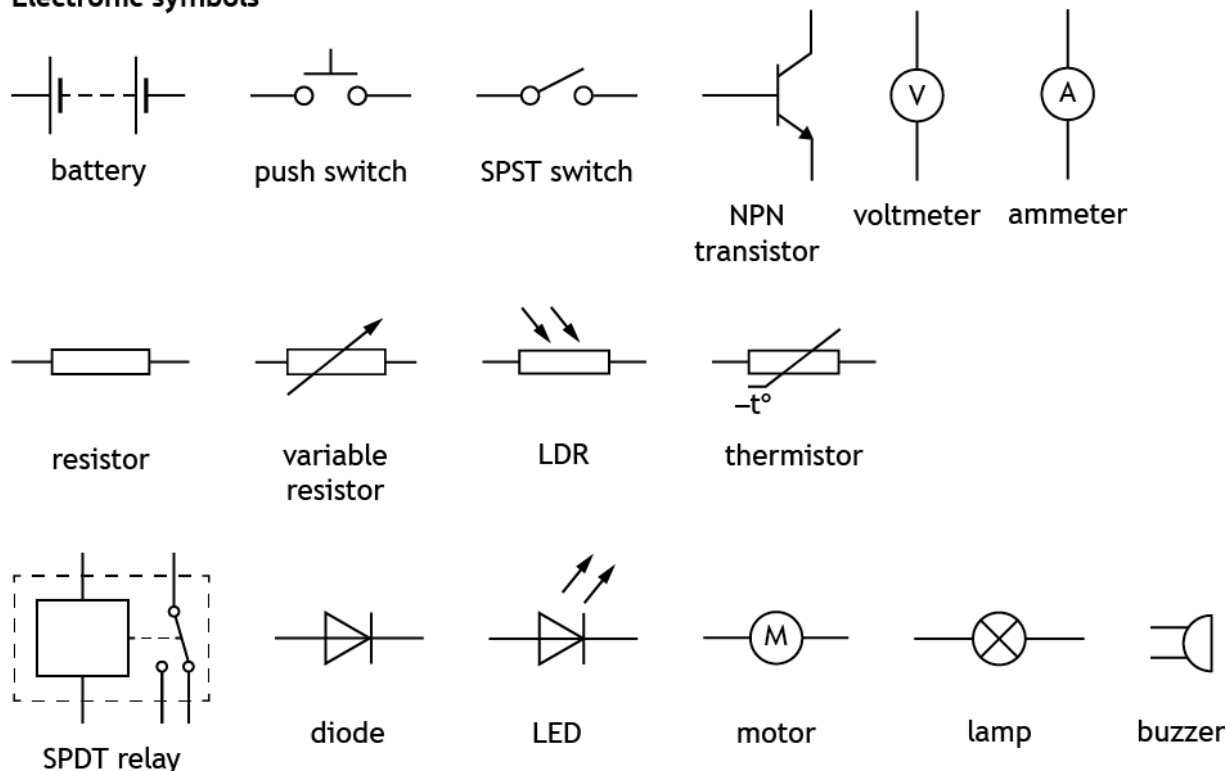 Electronic symbols
battery
push switch
SPST switch
NPN
transistor
V
voltmeter
A
ammeter
resistor
variable
resistor
LDR
–t°
thermistor
SPDT relay
diode
LED
M
motor
lamp
buzzer